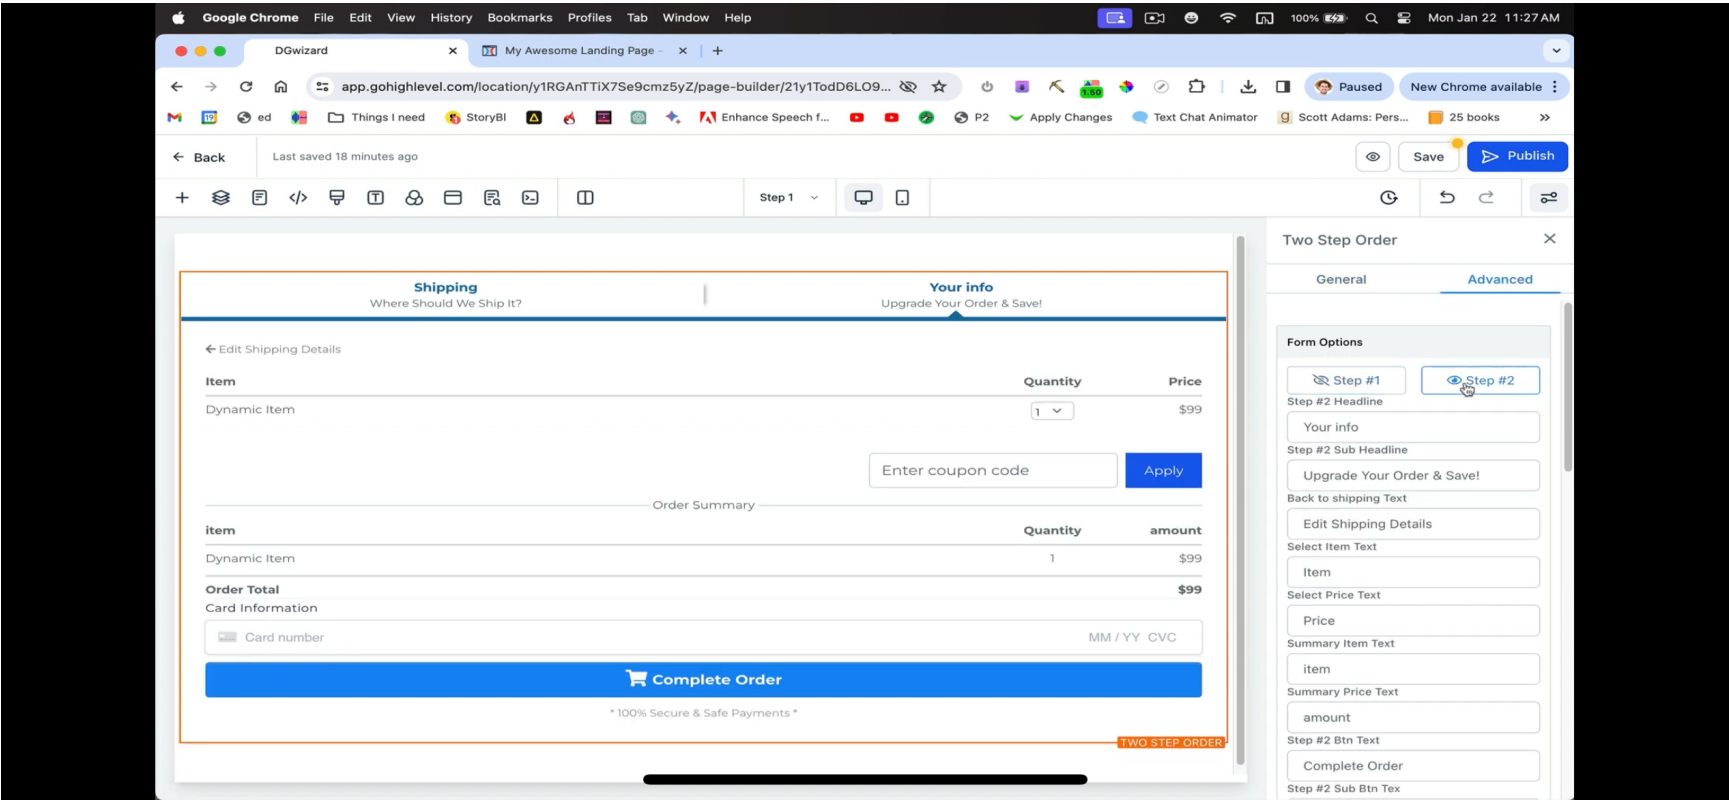 Google Chrome File Edit View History Bookmarks Profiles Tab Window Help 100% Mon Jan 22 11:27 AM
DGwizard My Awesome Landing Page -
app.gohighlevel.com/location/y1RGAnTTiX7Se9cmz5yZ/page-builder/21y1TodD6LO9... 1.50 Paused New Chrome available
19 ed Things I need StoryBI Enhance Speech f... P2 Apply Changes Text Chat Animator Scott Adams: Pers... 25 books
Back Last saved 18 minutes ago Save Publish
Step 1
Two Step Order
General Advanced
Shipping Your info
Where Should We Ship It? Upgrade Your Order & Save!
Edit Shipping Details
Item Quantity Price
Dynamic Item 1 $99
Enter coupon code Apply
Order Summary
item Quantity amount
Dynamic Item 1 $99
Order Total $99
Card Information
Card number MM / YY CVC
Complete Order
* 100% Secure & Safe Payments *
TWO STEP ORDER
Form Options
Step #1 Step #2
Step #2 Headline
Your info
Step #2 Sub Headline
Upgrade Your Order & Save!
Back to shipping Text
Edit Shipping Details
Select Item Text
Item
Select Price Text
Price
Summary Item Text
item
Summary Price Text
amount
Step #2 Btn Text
Complete Order
Step #2 Sub Btn Tex